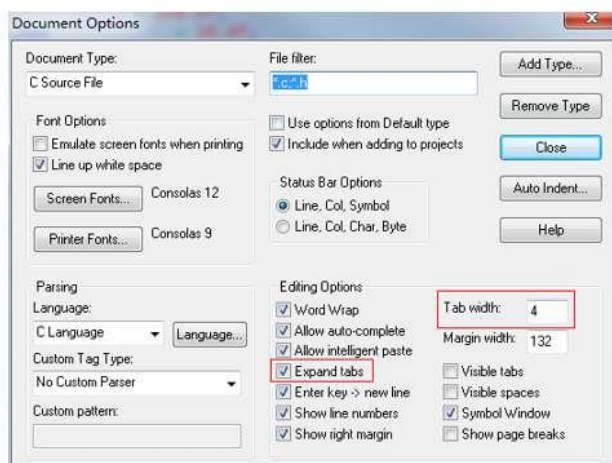 Document Options
Document Type:
C Source File
File filter:
*.c;*.h
Add Type...
Remove Type
Close
Auto Indent...
Help
Font Options
Emulate screen fonts when printing
Line up white space
Screen Fonts... Consolas 12
Printer Fonts... Consolas 9
Use options from Default type
Include when adding to projects
Status Bar Options
Line, Col, Symbol
Line, Col, Char, Byte
Parsing
Language:
C Language
Language...
Custom Tag Type:
No Custom Parser
Custom pattern:
Editing Options
Word Wrap
Allow auto-complete
Allow intelligent paste
Expand tabs
Enter key -> new line
Show line numbers
Show right margin
Tab width: 4
Margin width: 132
Visible tabs
Visible spaces
Symbol Window
Show page breaks